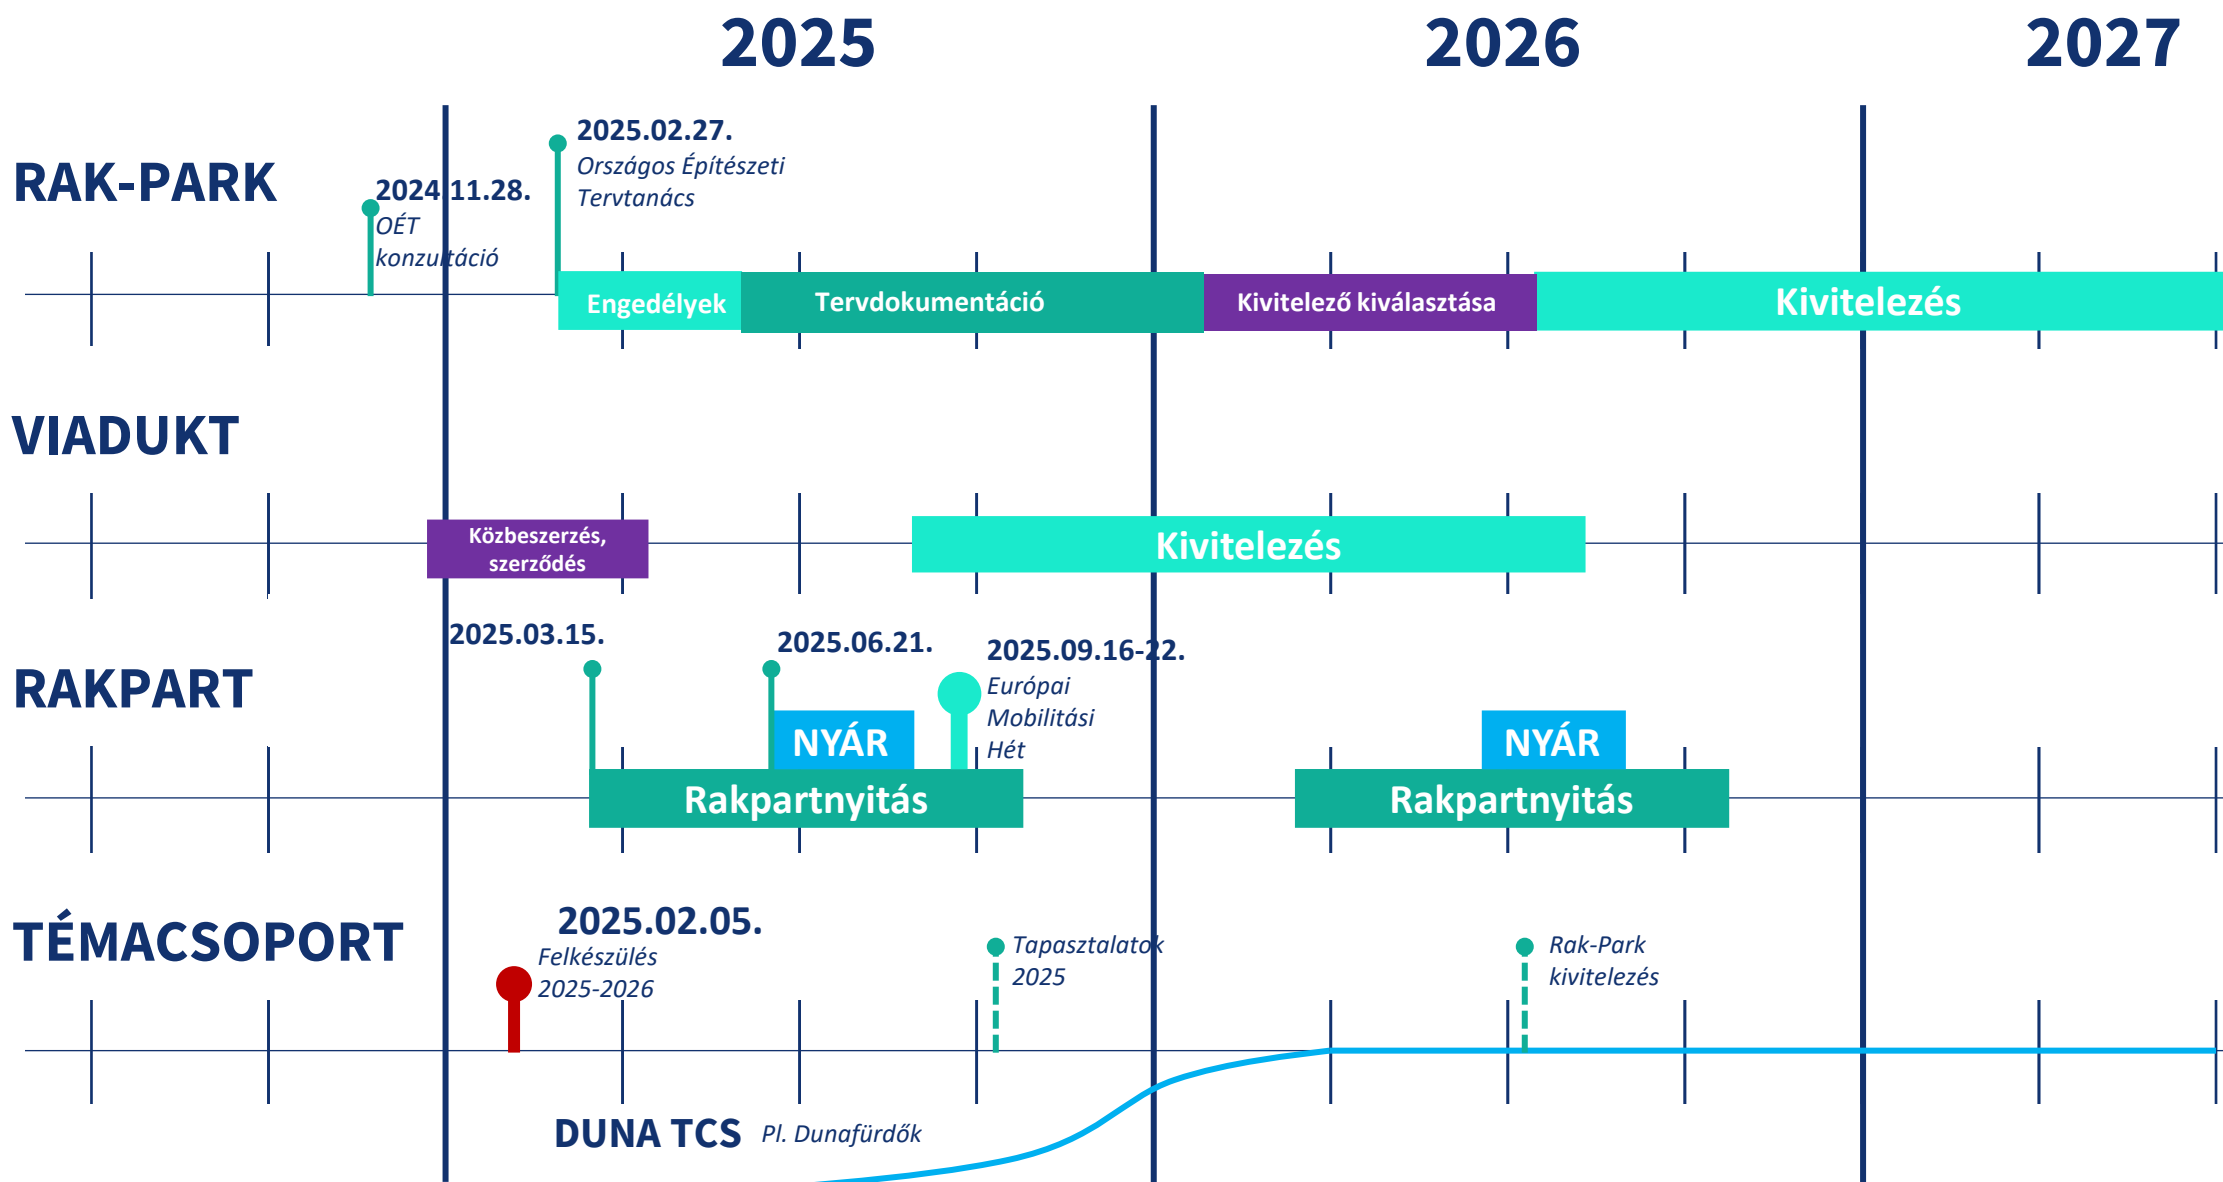 2025
2026
2027
RAK-PARK
2024.11.28.
OÉT
konzultáció
2025.02.27.
Országos Építészeti
Tervtanács
Engedélyek
Tervdokumentáció
Kivitelező kiválasztása
Kivitelezés
VIADUKT
Közbeszerzés,
szerződés
Kivitelezés
RAKPART
2025.03.15.
2025.06.21.
2025.09.16-22.
Európai
Mobilitási
Hét
NYÁR
Rakpartnyitás
NYÁR
Rakpartnyitás
TÉMACSOPORT
2025.02.05.
Felkészülés
2025-2026
Tapasztalatok
2025
Rak-Park
kivitelezés
DUNA TCS Pl. Dunafürdők